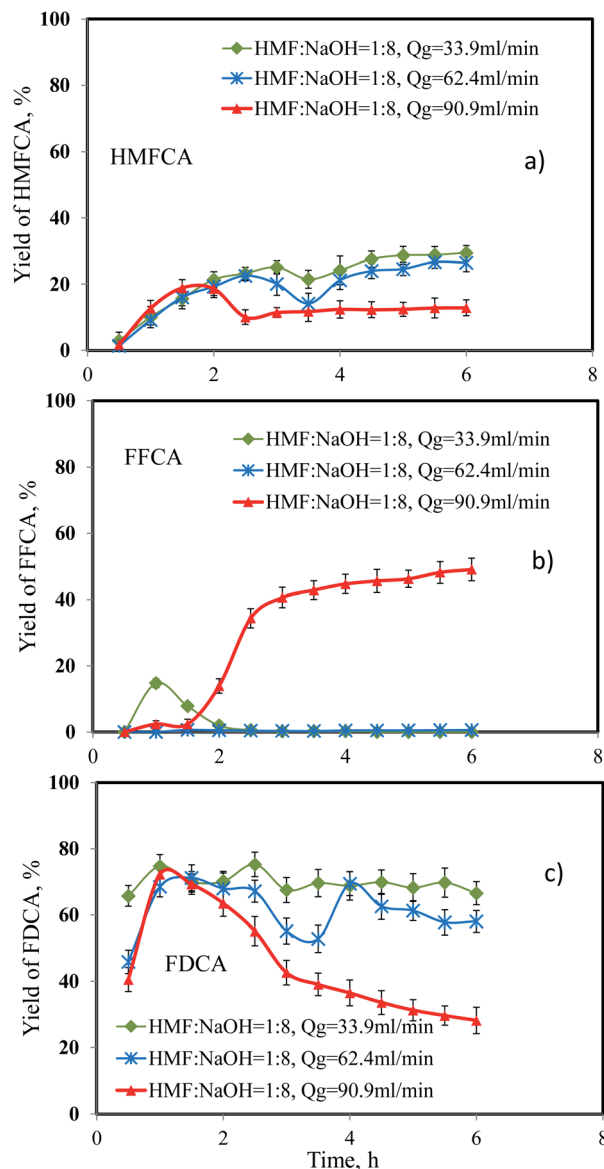 100
80
60
40
20
0
0
2
4
6
8
Yield of HMFCA, %
HMF:NaOH=1:8, Qg=33.9ml/min
HMF:NaOH=1:8, Qg=62.4ml/min
HMF:NaOH=1:8, Qg=90.9ml/min
HMFCA
a)
100
80
60
40
20
0
0
2
4
6
8
Yield of FFCA, %
HMF:NaOH=1:8, Qg=33.9ml/min
FFCA
HMF:NaOH=1:8, Qg=62.4ml/min
HMF:NaOH=1:8, Qg=90.9ml/min
b)
100
80
60
40
20
0
0
2
4
6
8
Yield of FDCA, %
c)
FDCA
HMF:NaOH=1:8, Qg=33.9ml/min
HMF:NaOH=1:8, Qg=62.4ml/min
HMF:NaOH=1:8, Qg=90.9ml/min
Time, h